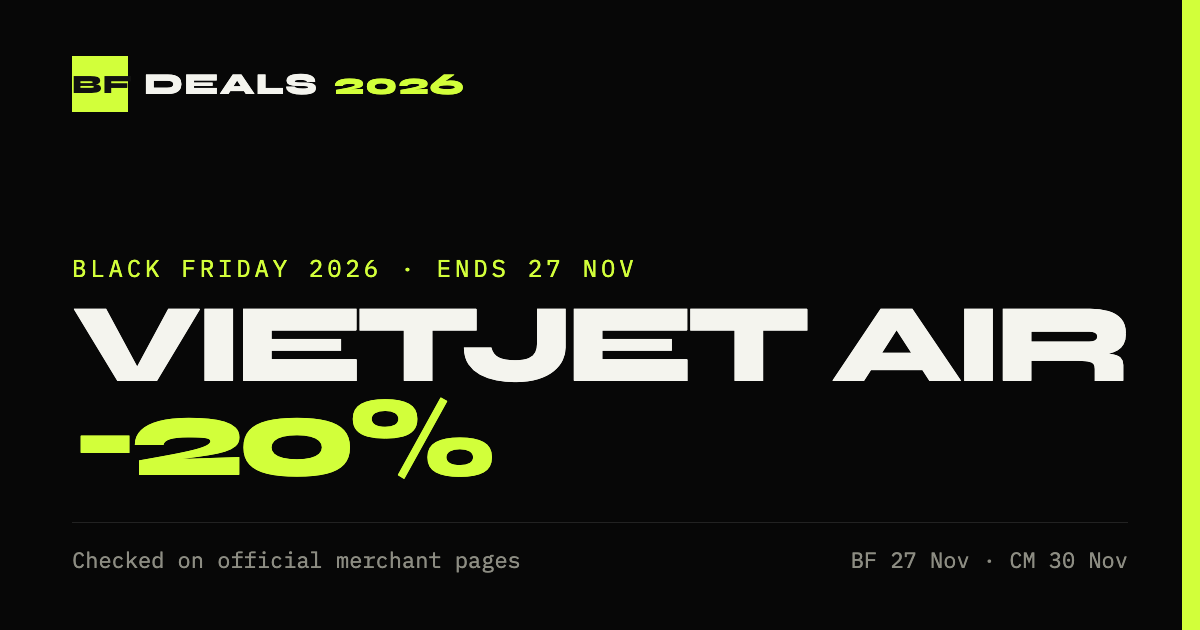 BF DEALS 2026
BLACK FRIDAY 2026 · ENDS 27 NOV
VIETJET AIR
-20%
Checked on official merchant pages
BF 27 Nov · CM 30 Nov